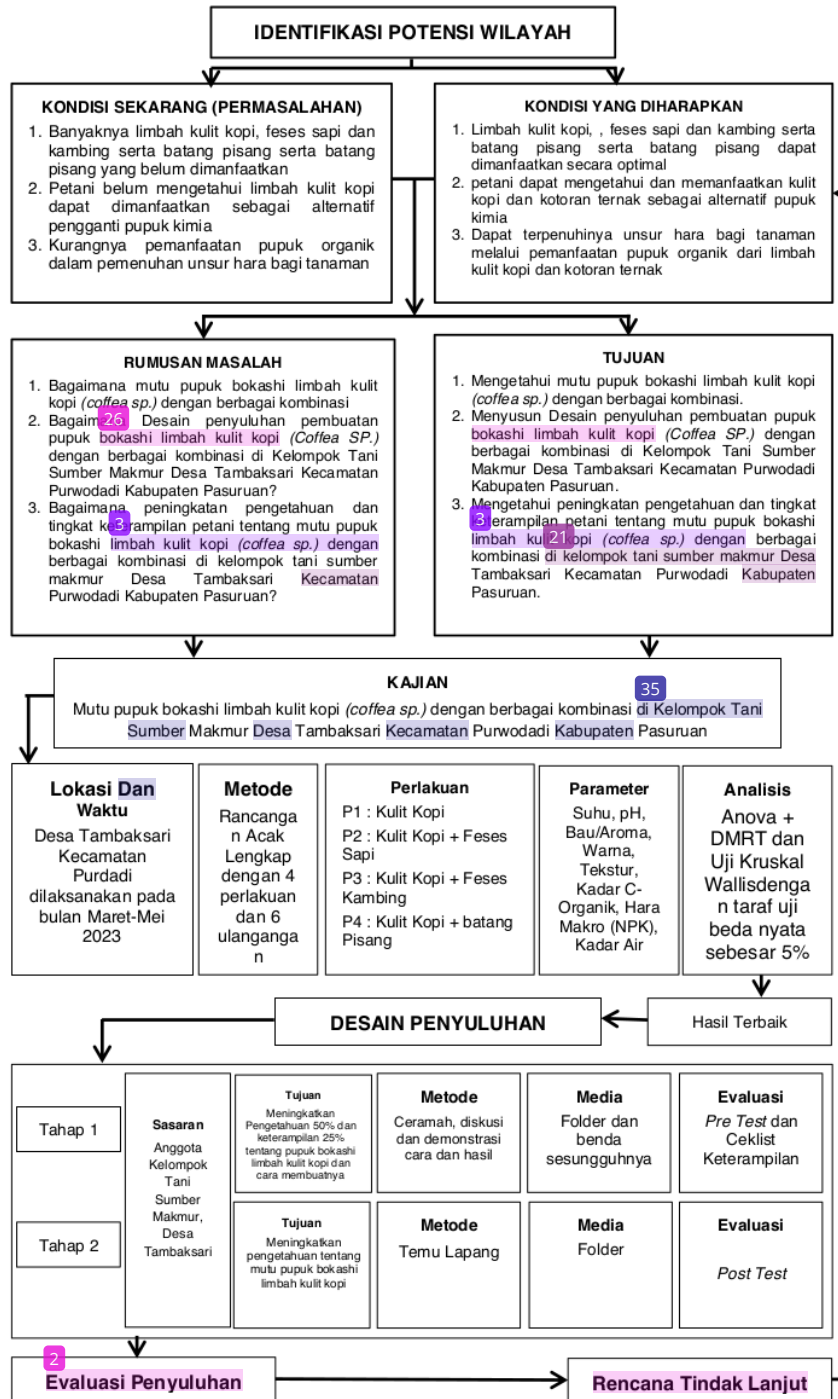 IDENTIFIKASI POTENSI WILAYAH
KONDISI SEKARANG (PERMASALAHAN)
1. Banyaknya limbah kulit kopi, feses sapi dan
kambing serta batang pisang serta batang
pisang yang belum dimanfaatkan
2. Petani belum mengetahui limbah kulit kopi
dapat dimanfaatkan sebagai alternatif
pengganti pupuk kimia
3. Kurangnya pemanfaatan pupuk organik
dalam pemenuhan unsur hara bagi tanaman
KONDISI YANG DIHARAPKAN
1. Limbah kulit kopi, , feses sapi dan kambing serta
batang pisang serta batang pisang dapat
dimanfaatkan secara optimal
2. petani dapat mengetahui dan memanfaatkan kulit
kopi dan kotoran ternak sebagai alternatif pupuk
kimia
3. Dapat terpenuhinya unsur hara bagi tanaman
melalui pemanfaatan pupuk organik dari limbah
kulit kopi dan kotoran ternak
RUMUSAN MASALAH
1. Bagaimana mutu pupuk bokashi limbah kulit
kopi (coffea sp.) dengan berbagai kombinasi
26
2. Bagaimana Desain penyuluhan pembuatan
pupuk bokashi limbah kulit kopi (Coffea SP.)
dengan berbagai kombinasi di Kelompok Tani
Sumber Makmur Desa Tambaksari Kecamatan
Purwodadi Kabupaten Pasuruan?
3. Bagaimana peningkatan pengetahuan dan
3
tingkat keterampilan petani tentang mutu pupuk
bokashi limbah kulit kopi (coffea sp.) dengan
berbagai kombinasi di kelompok tani sumber
makmur Desa Tambaksari Kecamatan
Purwodadi Kabupaten Pasuruan?
TUJUAN
1. Mengetahui mutu pupuk bokashi limbah kulit kopi
(coffea sp.) dengan berbagai kombinasi.
2. Menyusun Desain penyuluhan pembuatan pupuk
bokashi limbah kulit kopi (Coffea SP.) dengan
berbagai kombinasi di Kelompok Tani Sumber
Makmur Desa Tambaksari Kecamatan Purwodadi
Kabupaten Pasuruan.
3. Mengetahui peningkatan pengetahuan dan tingkat
3
keterampilan petani tentang mutu pupuk bokashi
21
limbah kulit kopi (coffea sp.) dengan berbagai
kombinasi di kelompok tani sumber makmur Desa
Tambaksari Kecamatan Purwodadi Kabupaten
Pasuruan.
KAJIAN
35
Mutu pupuk bokashi limbah kulit kopi (coffea sp.) dengan berbagai kombinasi di Kelompok Tani
Sumber Makmur Desa Tambaksari Kecamatan Purwodadi Kabupaten Pasuruan
Lokasi Dan
Waktu
Desa Tambaksari
Kecamatan
Purdadi
dilaksanakan pada
bulan Maret-Mei
2023
Metode
Rancanga
n Acak
Lengkap
dengan 4
perlakuan
dan 6
ulanganga
n
Perlakuan
P1 : Kulit Kopi
P2 : Kulit Kopi + Feses
Sapi
P3 : Kulit Kopi + Feses
Kambing
P4 : Kulit Kopi + batang
Pisang
Parameter
Suhu, pH,
Bau/Aroma,
Warna,
Tekstur,
Kadar C-
Organik, Hara
Makro (NPK),
Kadar Air
Analisis
Anova +
DMRT dan
Uji Kruskal
Wallisdenga
n taraf uji
beda nyata
sebesar 5%
DESAIN PENYULUHAN
Hasil Terbaik
Tahap 1
Tahap 2
Sasaran
Anggota
Kelompok
Tani
Sumber
Makmur,
Desa
Tambaksari
Tujuan
Meningkatkan
Pengetahuan 50% dan
keterampilan 25%
tentang pupuk bokashi
limbah kulit kopi dan
cara membuatnya
Metode
Ceramah, diskusi
dan demonstrasi
cara dan hasil
Media
Folder dan
benda
sesungguhnya
Evaluasi
Pre Test dan
Ceklist
Keterampilan
Tujuan
Meningkatkan
pengetahuan tentang
mutu pupuk bokashi
limbah kulit kopi
Metode
Temu Lapang
Media
Folder
Evaluasi
Post Test
2
Evaluasi Penyuluhan
Rencana Tindak Lanjut